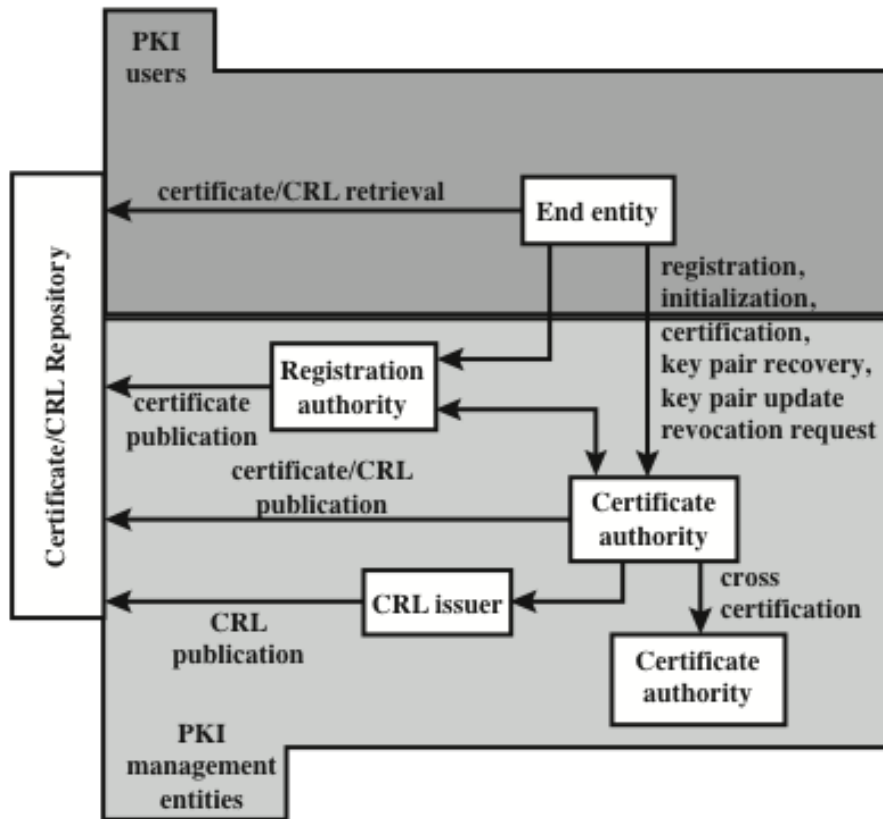 PKI
users
certificate/CRL retrieval
End entity
Certificate/CRL Repository
registration,
initialization,
certification,
key pair recovery,
key pair update
revocation request
Registration
authority
certificate
publication
certificate/CRL
publication
Certificate
authority
cross
certification
CRL issuer
CRL
publication
Certificate
authority
PKI
management
entities